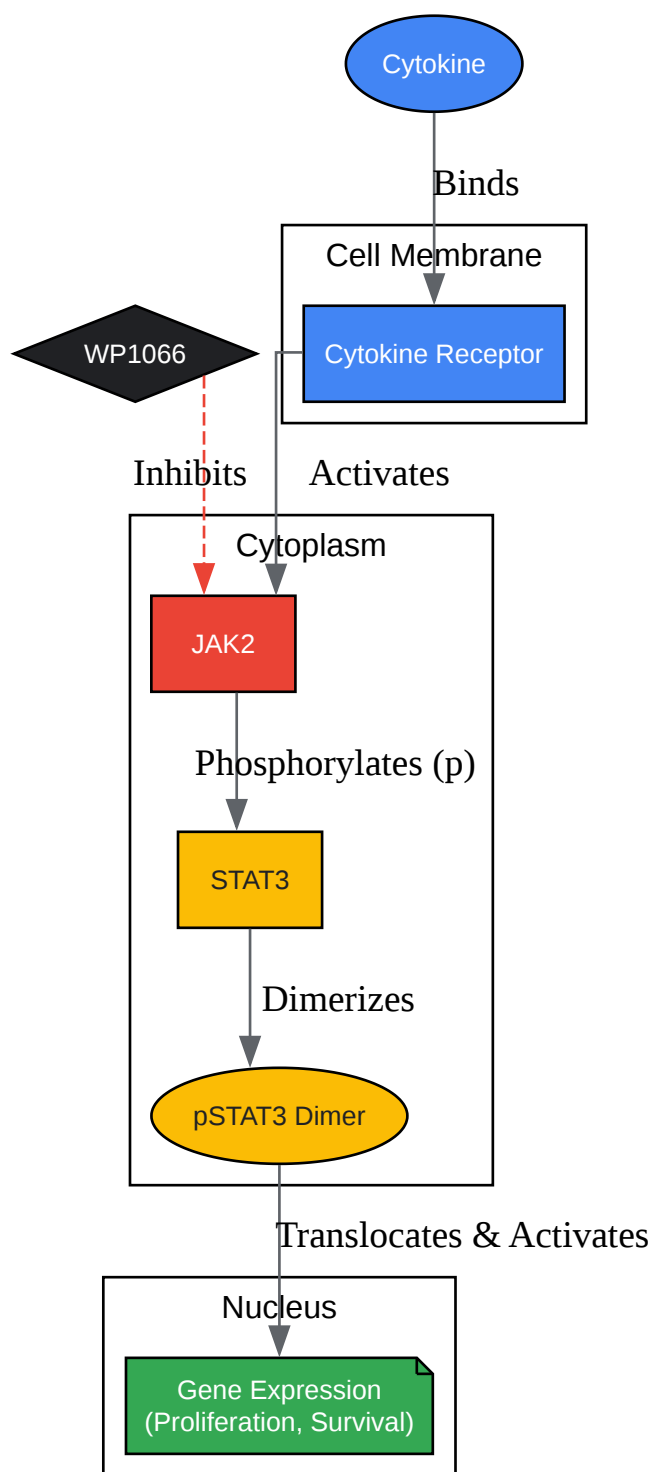 Cytokine
Binds
Cell Membrane
WP1066
Cytokine Receptor
Inhibits
Activates
Cytoplasm
JAK2
Phosphorylates (p)
STAT3
Dimerizes
pSTAT3 Dimer
Translocates & Activates
Nucleus
Gene Expression
(Proliferation, Survival)